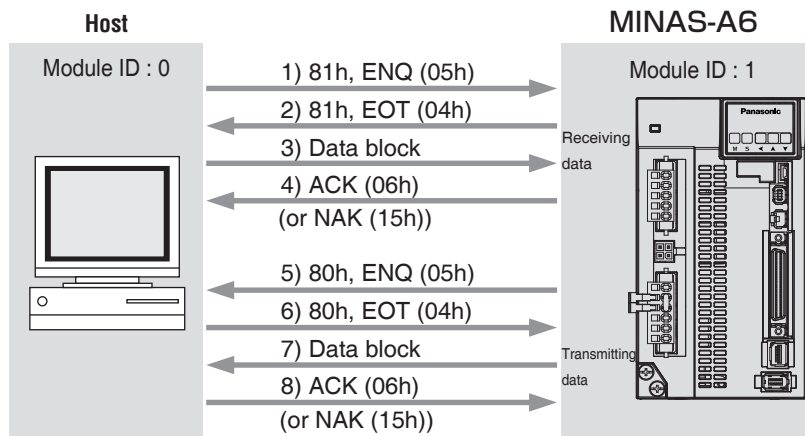 Host
MINAS-A6
Module ID : 0
Module ID : 1
1) 81h, ENQ (05h)
2) 81h, EOT (04h)
3) Data block
4) ACK (06h)
(or NAK (15h))
Receiving
data
Panasonic
M S ◄ ▲ ▼
5) 80h, ENQ (05h)
6) 80h, EOT (04h)
7) Data block
8) ACK (06h)
(or NAK (15h))
Transmitting
data